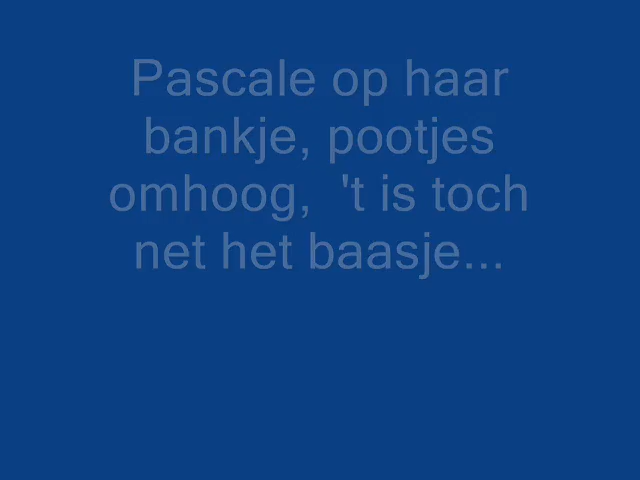 Pascale op haar
bankje, pootjes
omhoog,  't is toch
net het baasje...